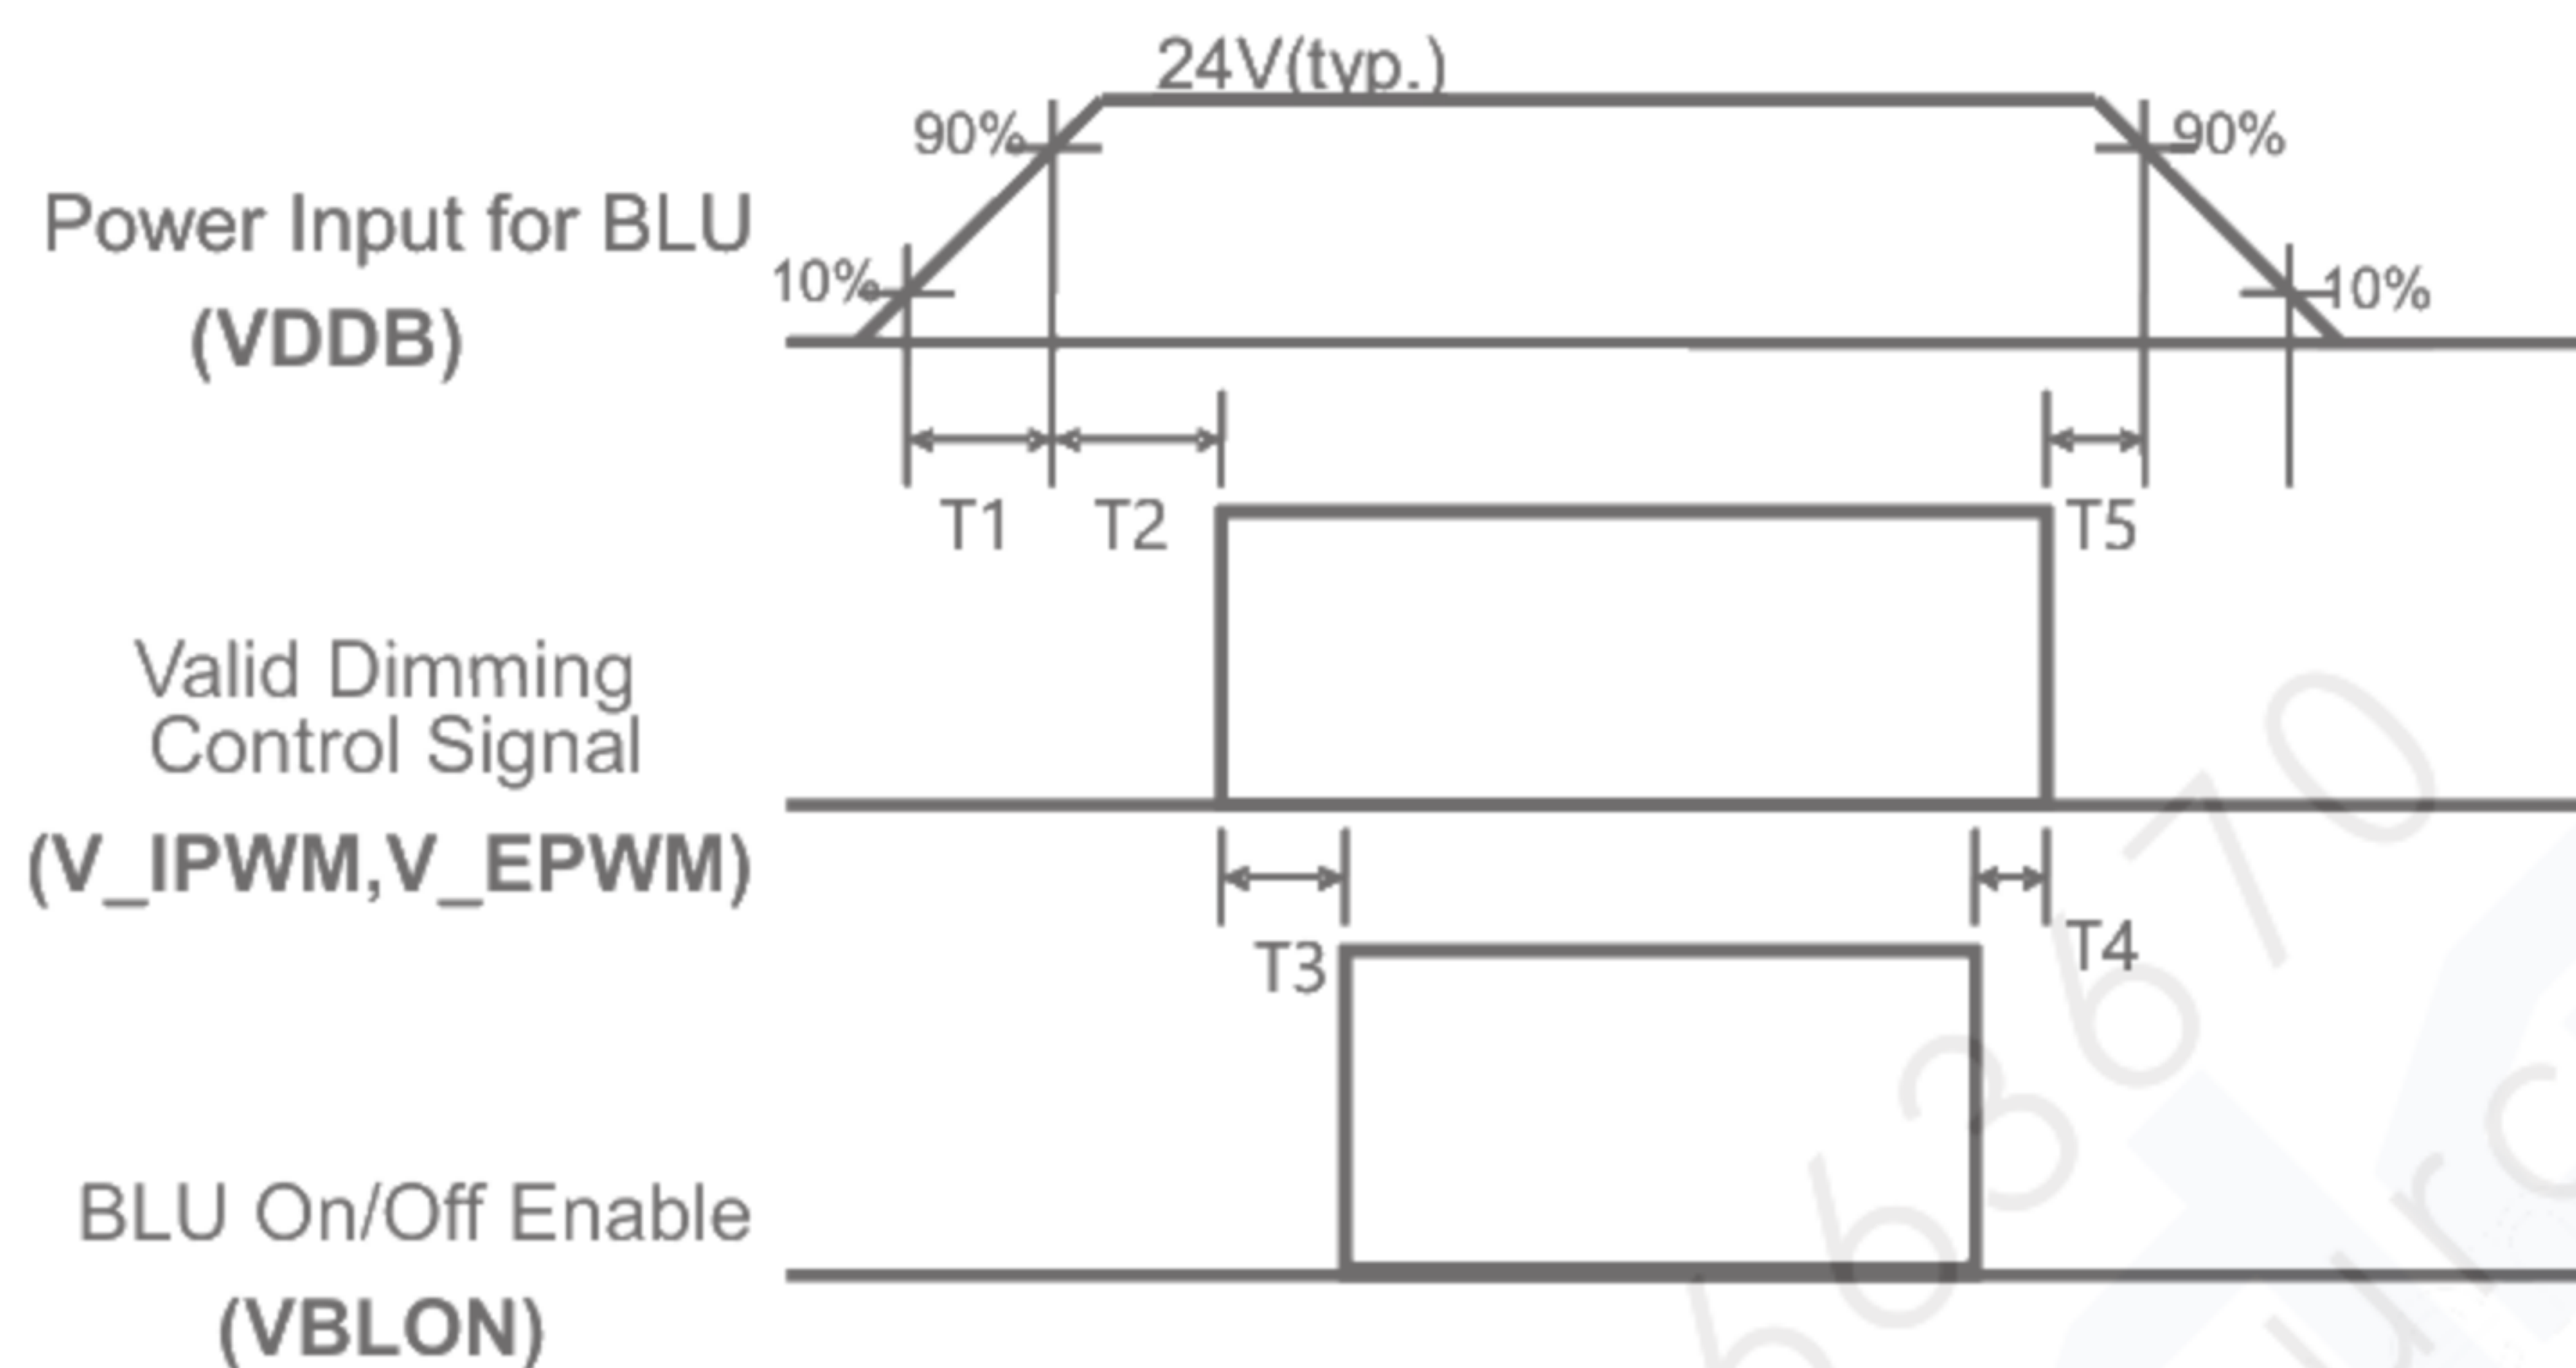 24V(typ.)
90%
90%
Power Input for BLU
10%
10%
(VDDB)
T1
T2
T5
Valid Dimming
Control Signal
(V_IPWM,V_EPWM)
T3
T4
BLU On/Off Enable
(VBLON)
63670